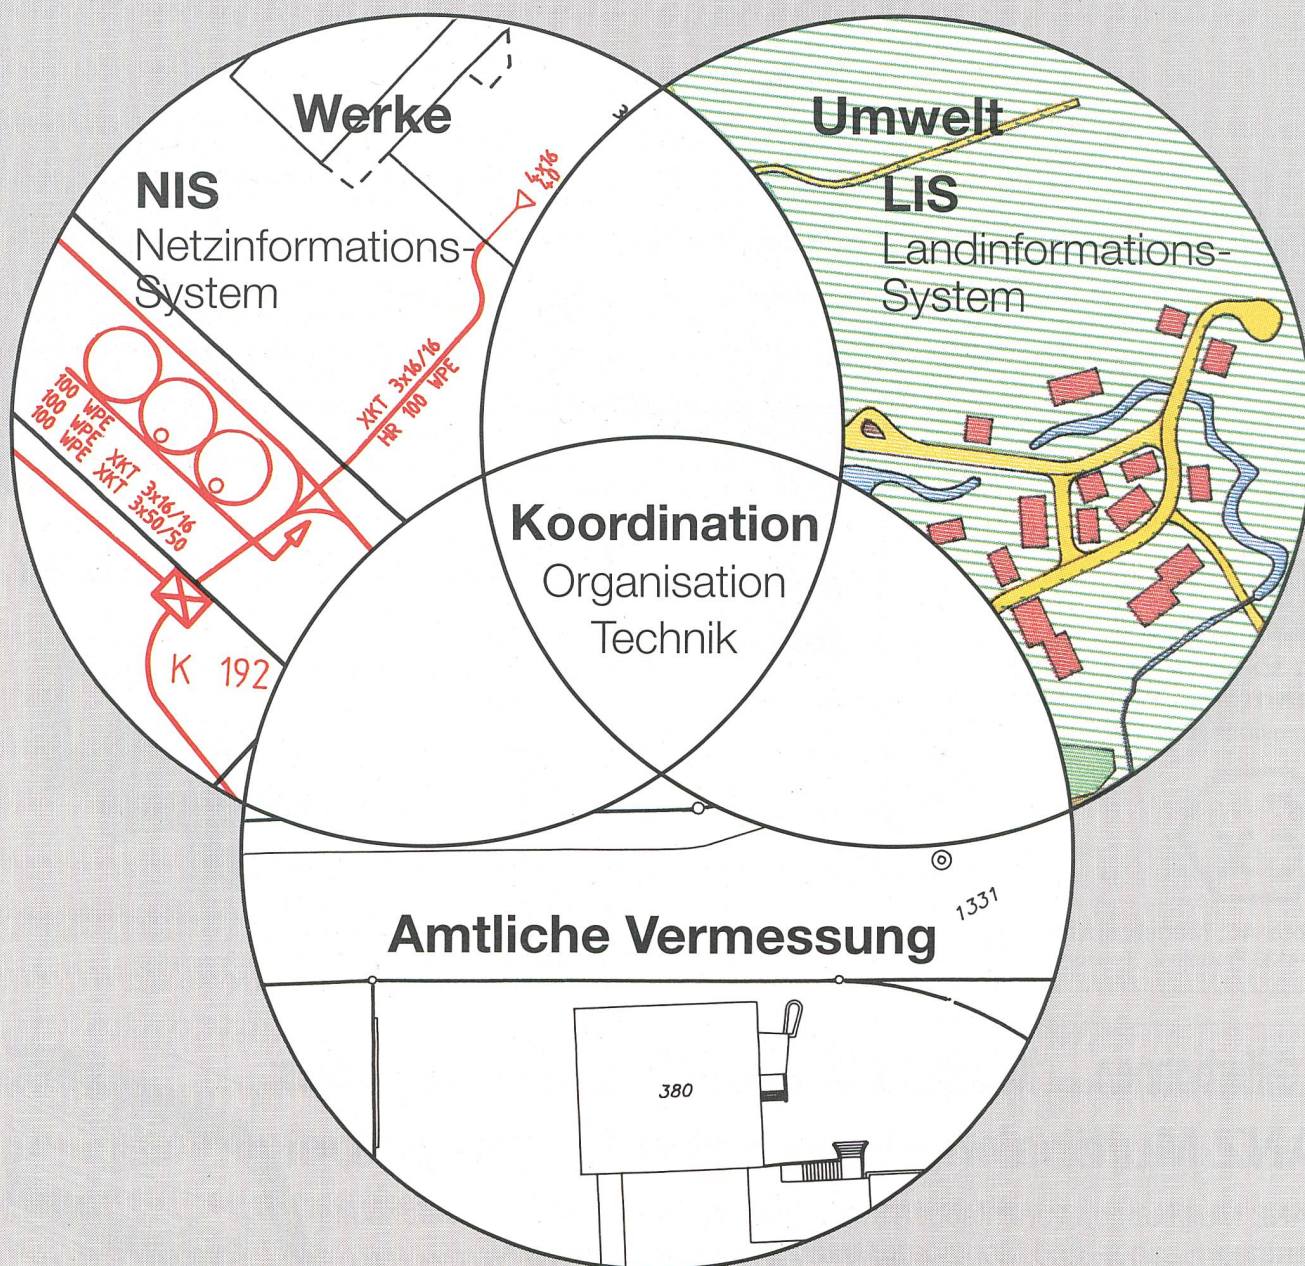 Werke
NIS
Netzinformations-
System
Umwelt
LIS
Landinformations-
System
4x16
XKT 3x16/16
HR 100 WPE
100 WPE
100 WPE XKT 3x16/16
100 WPE XKT 3x50/50
K 192
Koordination
Organisation
Technik
Amtliche Vermessung
1331
380